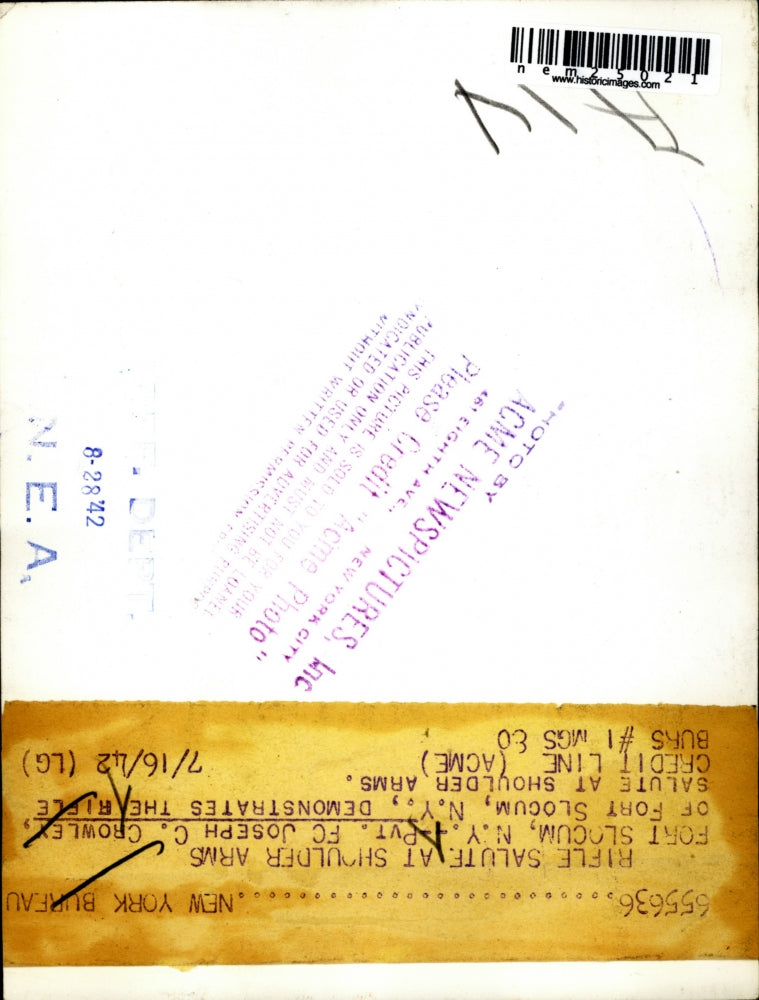 nem25021
www.historicimages.com
PHOTO BY
ACME NEWSPICTURES, Inc
461 EIGHTH AVE., NEW YORK CITY
Please Credit "Acme Photo"
THIS PICTURE IS SOLD TO YOU FOR YOUR
PUBLICATION ONLY AND MUST NOT BE LOANED
SYNDICATED OR USED FOR ADVERTISING
WITHOUT WRITTEN PERMISSION
DEPT.
8-28'42
N.E.A.
655636....................NEW YORK BUREAU
RIFLE SALUTE AT SHOULDER ARMS
FORT SLOCUM, N.Y.--PVT. FC JOSEPH C. CROWLEY,
OF FORT SLOCUM, N.Y., DEMONSTRATES THE RIFLE
SALUTE AT SHOULDER ARMS.
CREDIT LINE (ACME) 7/16/42 (LG)
BURS #1 MGS CO